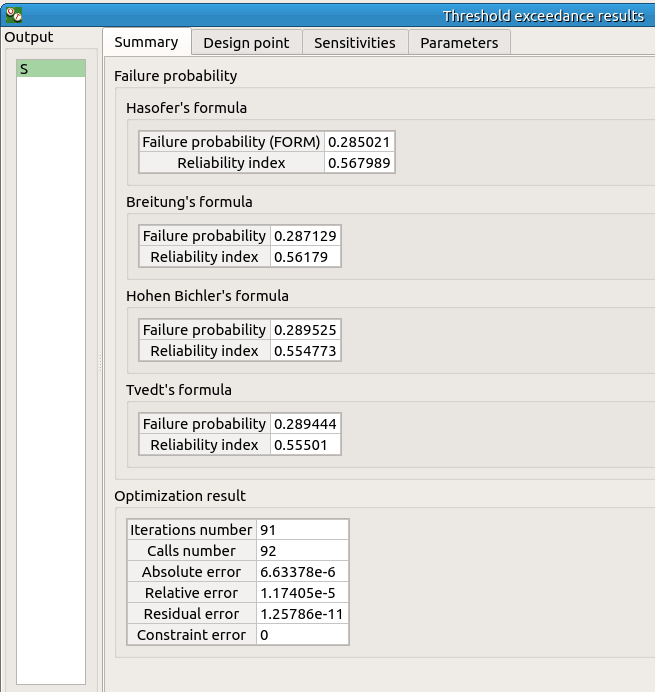 Threshold exceedance results
Output
S
Summary
Design point
Sensitivities
Parameters
Failure probability
Hasofer's formula
Failure probability (FORM) 0.285021
Reliability index 0.567989
Breitung's formula
Failure probability 0.287129
Reliability index 0.56179
Hohen Bichler's formula
Failure probability 0.289525
Reliability index 0.554773
Tvedt's formula
Failure probability 0.289444
Reliability index 0.55501
Optimization result
Iterations number 91
Calls number 92
Absolute error 6.63378e-6
Relative error 1.17405e-5
Residual error 1.25786e-11
Constraint error 0